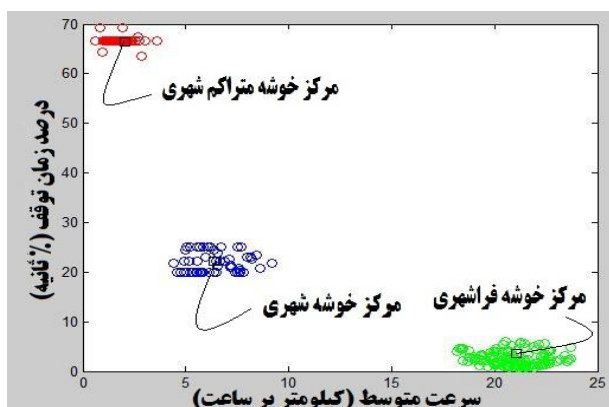 70
60
50
40
30
20
10
0
درصد زمان توقف (% ثانیه)
مرکز خوشه متراکم شهری
مرکز خوشه شهری
مرکز خوشه فراشهری
0 5 10 15 20 25
سرعت متوسط (کیلومتر بر ساعت)